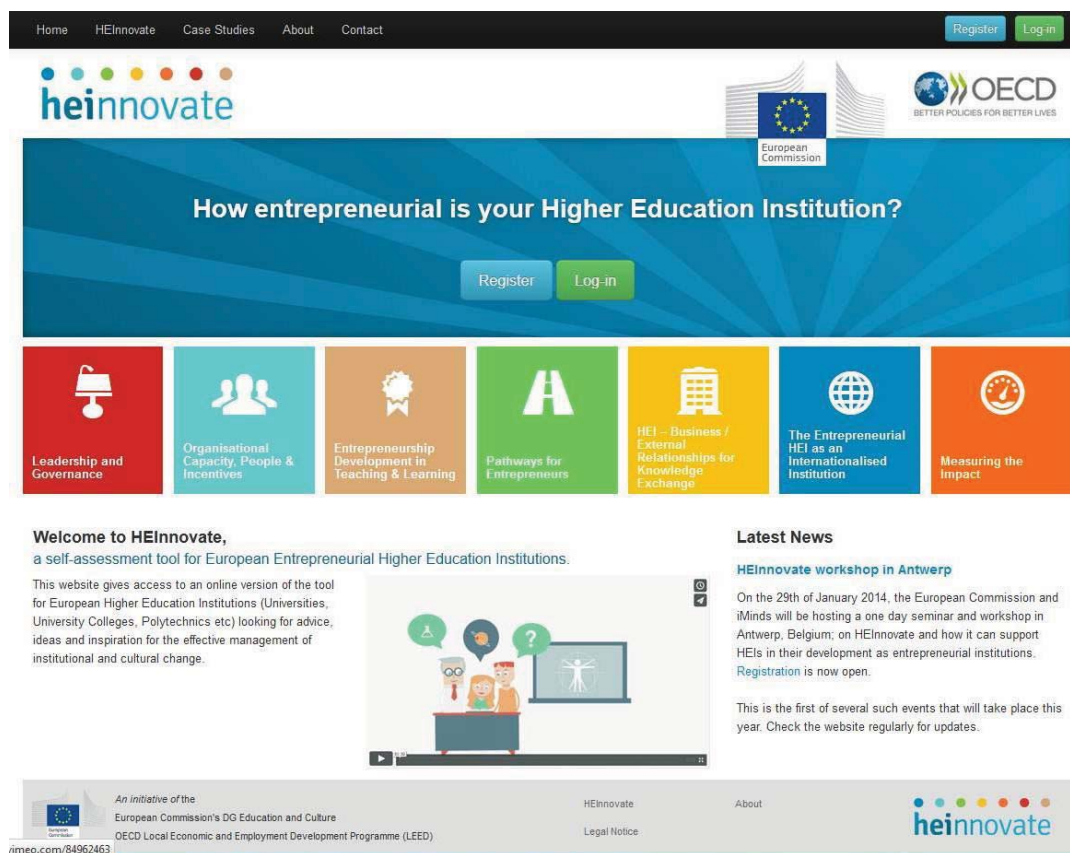 Home HEInnovate Case Studies About Contact Register Log-in
heinnovate
European
Commission
OECD
BETTER POLICIES FOR BETTER LIVES
How entrepreneurial is your Higher Education Institution?
Register Log-in
Leadership and
Governance
Organisational
Capacity, People &
Incentives
Entrepreneurship
Development in
Teaching & Learning
Pathways for
Entrepreneurs
HEI – Business /
External
Relationships for
Knowledge
Exchange
The Entrepreneurial
HEI as an
Internationalised
Institution
Measuring the
Impact
Welcome to HEInnovate,
a self-assessment tool for European Entrepreneurial Higher Education Institutions.
This website gives access to an online version of the tool
for European Higher Education Institutions (Universities,
University Colleges, Polytechnics etc) looking for advice,
ideas and inspiration for the effective management of
institutional and cultural change.
?
Latest News
HEInnovate workshop in Antwerp
On the 29th of January 2014, the European Commission and
iMinds will be hosting a one day seminar and workshop in
Antwerp, Belgium; on HEInnovate and how it can support
HEIs in their development as entrepreneurial institutions.
Registration is now open.
This is the first of several such events that will take place this
year. Check the website regularly for updates.
European
Commission
An initiative of the
European Commission's DG Education and Culture
OECD Local Economic and Employment Development Programme (LEED)
HEInnovate
Legal Notice
About
heinnovate
vimeo.com/84962463